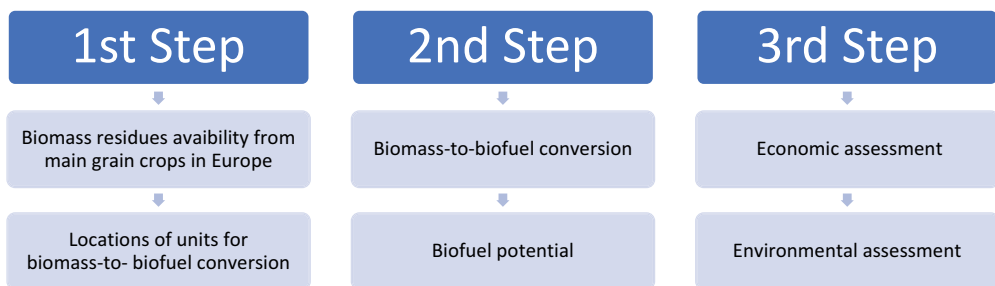 1st Step
Biomass residues avaibility from
main grain crops in Europe
Locations of units for
biomass-to- biofuel conversion
2nd Step
Biomass-to-biofuel conversion
Biofuel potential
3rd Step
Economic assessment
Environmental assessment